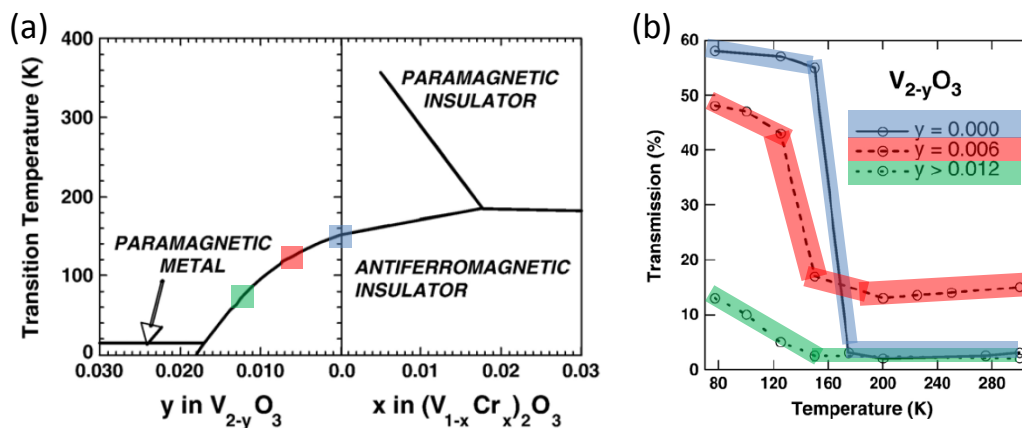 (a)
Transition Temperature (K)
400
300
200
100
0
PARAMAGNETIC
INSULATOR
PARAMAGNETIC
METAL
ANTIFERROMAGNETIC
INSULATOR
0.030 0.020 0.010 0.0 0.01 0.02 0.03
y in V2-yO3
x in (V1-xCrx)2O3
(b)
Transmission (%)
60
50
40
30
20
10
0
V2-yO3
y = 0.000
y = 0.006
y > 0.012
80 120 160 200 240 280
Temperature (K)